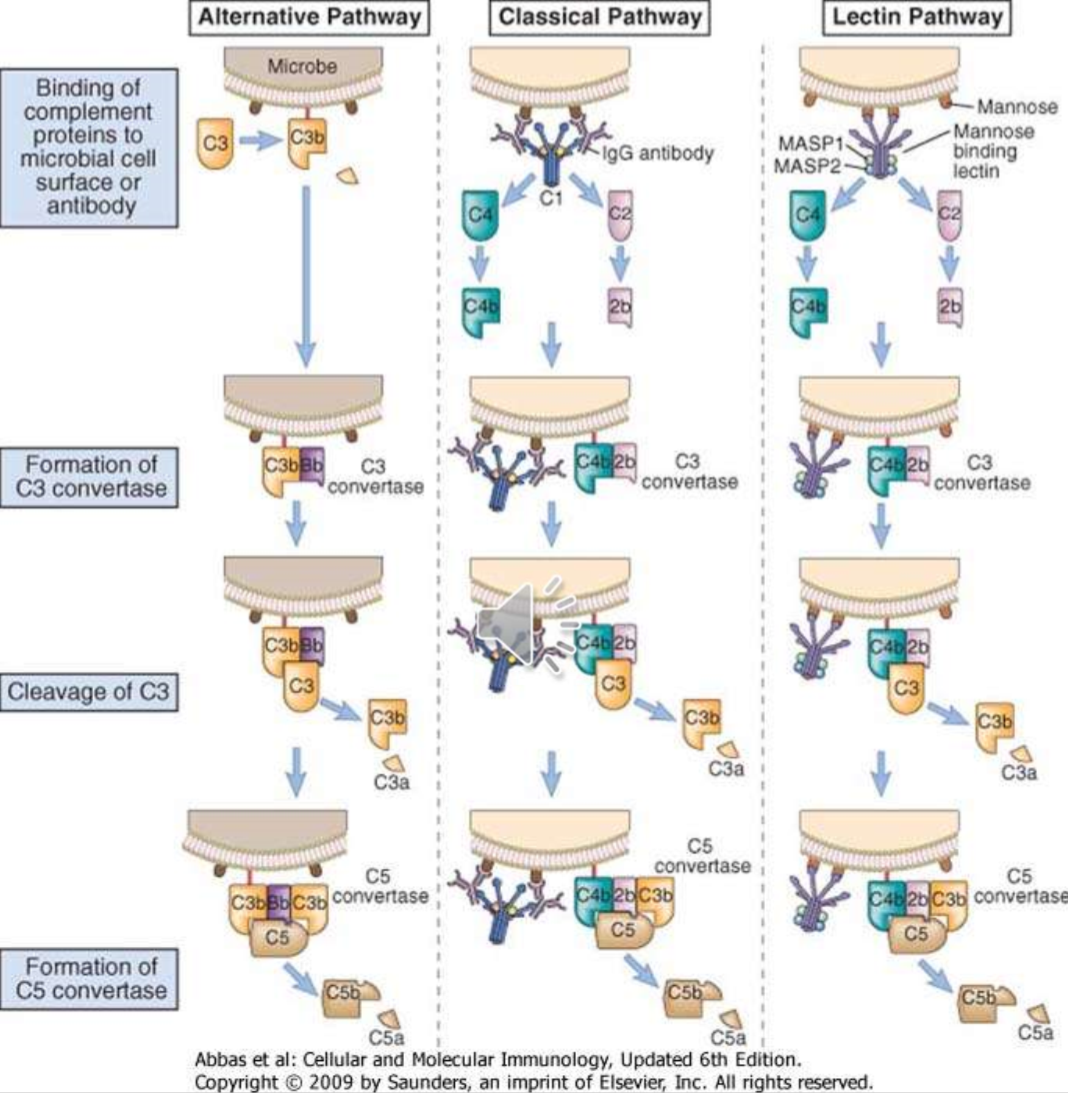 Alternative Pathway
Classical Pathway
Lectin Pathway
Binding of
complement
proteins to
microbial cell
surface or
antibody
Microbe
C3
C3b
IgG antibody
C1
C4
C2
C4b
2b
Mannose
MASP1
MASP2
Mannose
binding
lectin
C4
C2
C4b
2b
Formation of
C3 convertase
C3b Bb
C3
convertase
C4b 2b
C3
convertase
C4b 2b
C3
convertase
Cleavage of C3
C3b Bb
C3
C3b
C3a
C4b 2b
C3
C3b
C3a
C4b 2b
C3
C3b
C3a
Formation of
C5 convertase
C3b Bb C3b
C5
convertase
C5
C5b
C5a
C4b 2b C3b
C5
convertase
C5
C5b
C5a
C4b 2b C3b
C5
convertase
C5
C5b
C5a
Abbas et al: Cellular and Molecular Immunology, Updated 6th Edition.
Copyright © 2009 by Saunders, an imprint of Elsevier, Inc. All rights reserved.